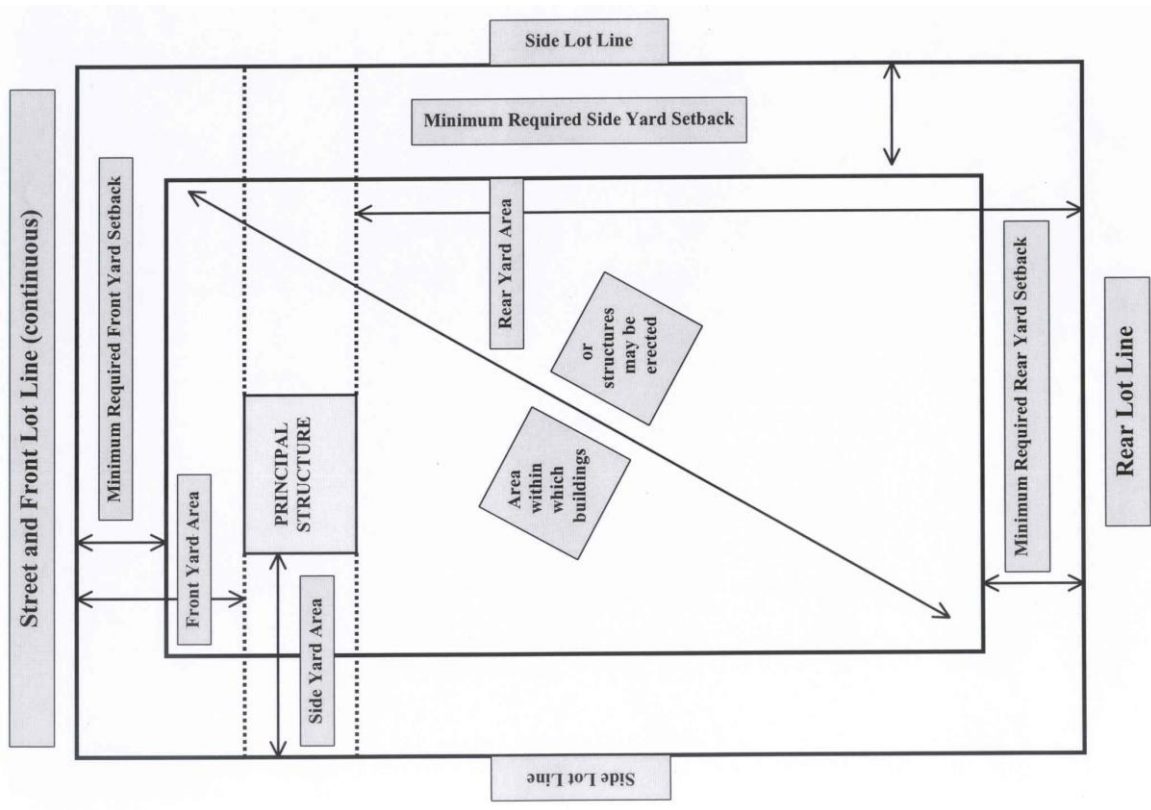 Side Lot Line
Street and Front Lot Line (continuous)
Minimum Required Side Yard Setback
Minimum Required Front Yard Setback
Rear Yard Area
or
structures
may be
erected
PRINCIPAL
STRUCTURE
Area
within
which
buildings
Front Yard Area
Side Yard Area
Minimum Required Rear Yard Setback
Rear Lot Line
Side Lot Line